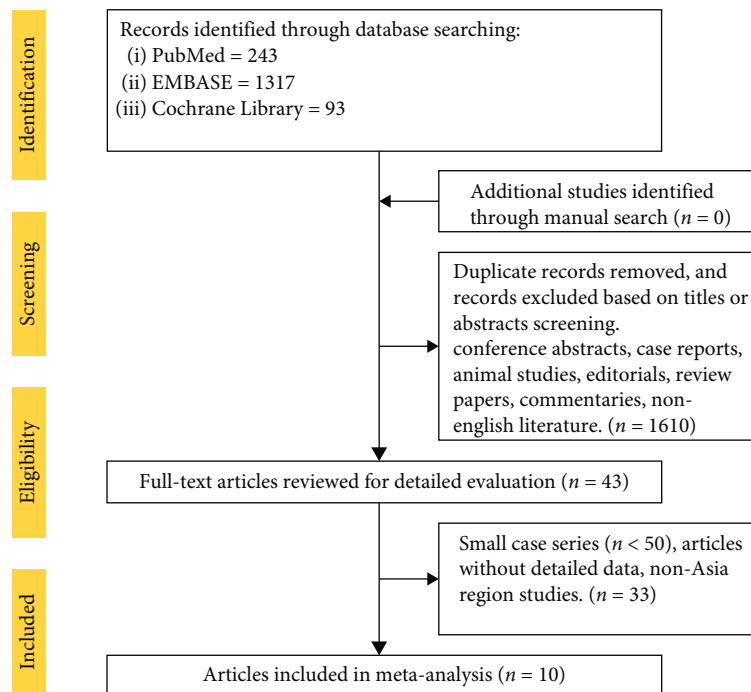 Identification
Records identified through database searching:
(i) PubMed = 243
(ii) EMBASE = 1317
(iii) Cochrane Library = 93
Additional studies identified
through manual search (n = 0)
Screening
Duplicate records removed, and
records excluded based on titles or
abstracts screening.
conference abstracts, case reports,
animal studies, editorials, review
papers, commentaries, non-
english literature. (n = 1610)
Eligibility
Full-text articles reviewed for detailed evaluation (n = 43)
Small case series (n < 50), articles
without detailed data, non-Asia
region studies. (n = 33)
Included
Articles included in meta-analysis (n = 10)